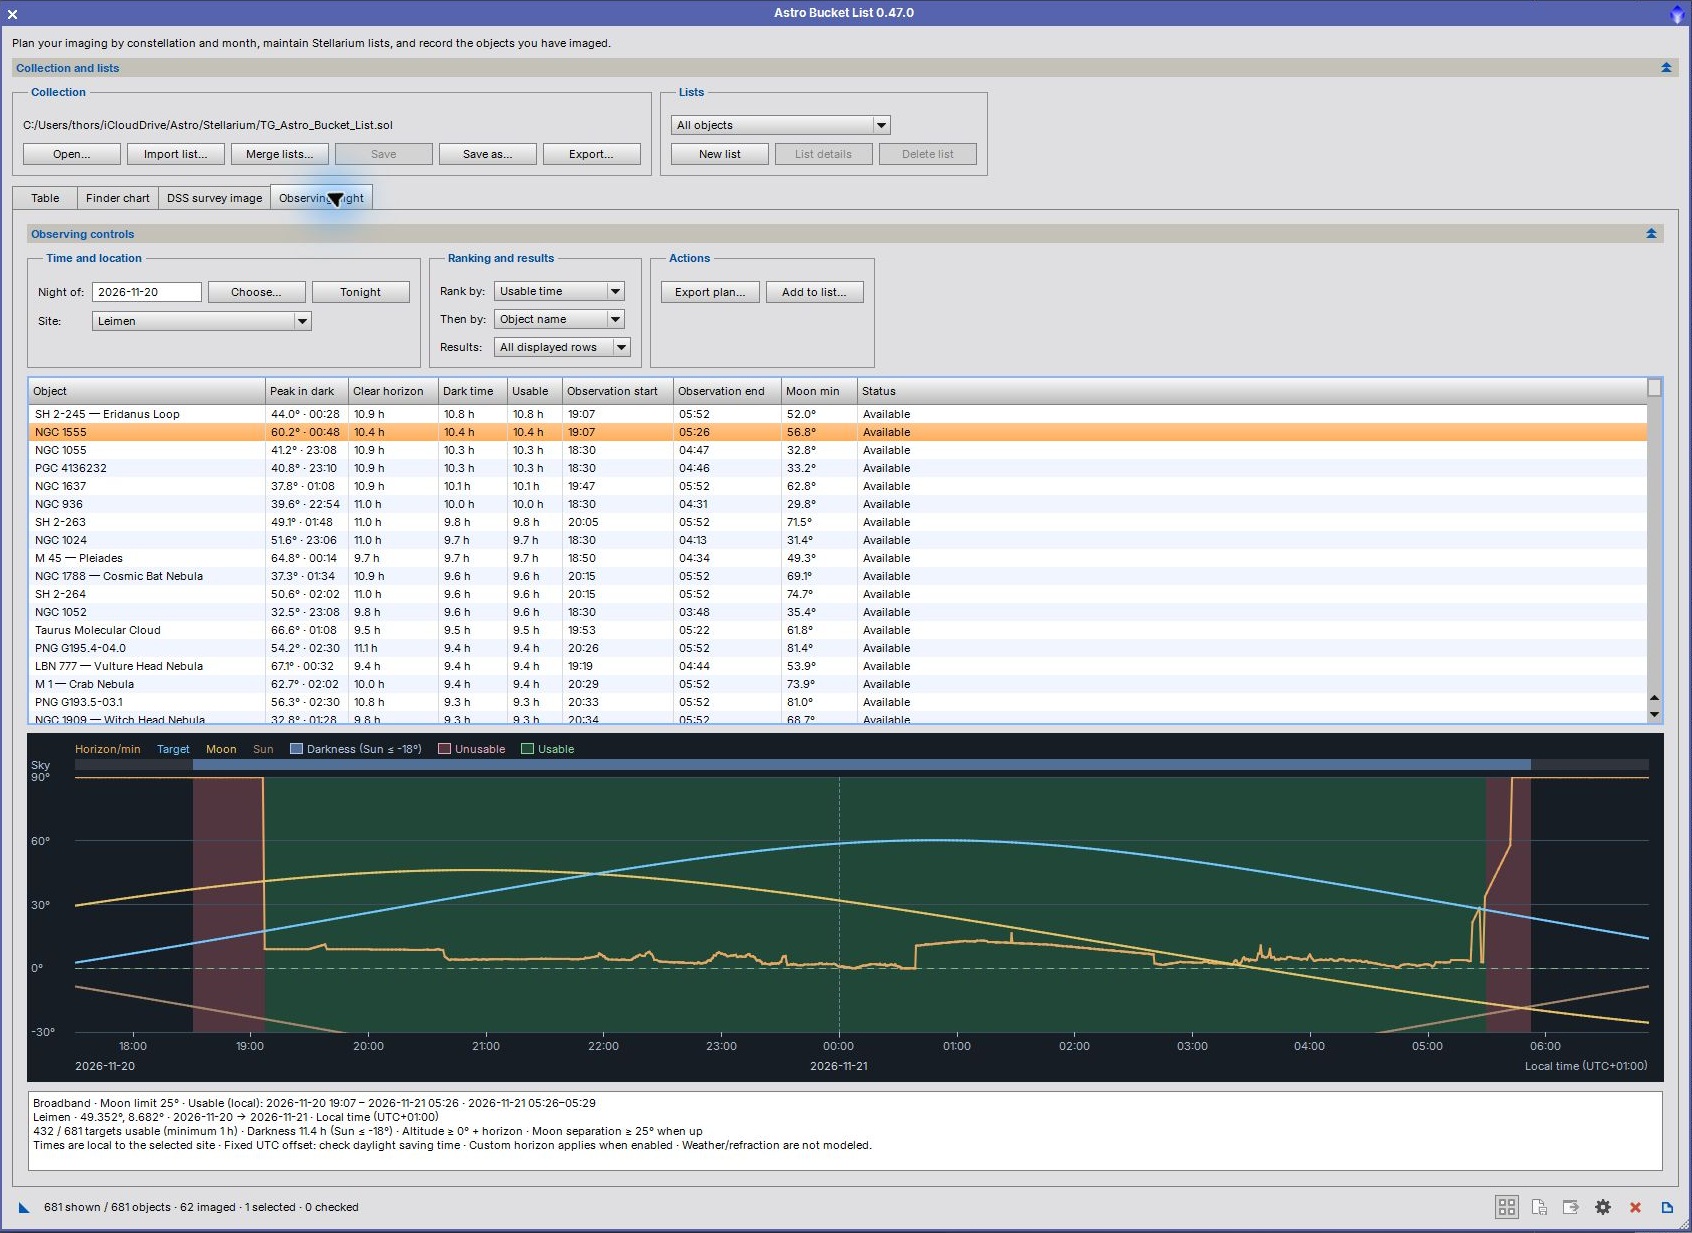 Astro Bucket List 0.47.0
Plan your imaging by constellation and month, maintain Stellarium lists, and record the objects you have imaged.
Collection and lists
Collection
C:/Users/thors/iCloudDrive/Astro/Stellarium/TG_Astro_Bucket_List.sol
Open... Import list... Merge lists... Save Save as... Export...
Lists
All objects
New list List details Delete list
Table Finder chart DSS survey image Observing ght
Observing controls
Time and location
Night of: 2026-11-20 Choose... Tonight
Site: Leimen
Ranking and results
Rank by: Usable time
Then by: Object name
Results: All displayed rows
Actions
Export plan... Add to list...
Object Peak in dark Clear horizon Dark time Usable Observation start Observation end Moon min Status
SH 2-245 — Eridanus Loop 44.0° · 00:28 10.9 h 10.8 h 10.8 h 19:07 05:52 52.0° Available
NGC 1555 60.2° · 00:48 10.4 h 10.4 h 10.4 h 19:07 05:26 56.8° Available
NGC 1055 41.2° · 23:08 10.9 h 10.3 h 10.3 h 18:30 04:47 32.8° Available
PGC 4136232 40.8° · 23:10 10.9 h 10.3 h 10.3 h 18:30 04:46 33.2° Available
NGC 1637 37.8° · 01:08 10.9 h 10.1 h 10.1 h 19:47 05:52 62.8° Available
NGC 936 39.6° · 22:54 11.0 h 10.0 h 10.0 h 18:30 04:31 29.8° Available
SH 2-263 49.1° · 01:48 11.0 h 9.8 h 9.8 h 20:05 05:52 71.5° Available
NGC 1024 51.6° · 23:06 11.0 h 9.7 h 9.7 h 18:30 04:13 31.4° Available
M 45 — Pleiades 64.8° · 00:14 9.7 h 9.7 h 9.7 h 18:50 04:34 49.3° Available
NGC 1788 — Cosmic Bat Nebula 37.3° · 01:34 10.9 h 9.6 h 9.6 h 20:15 05:52 69.1° Available
SH 2-264 50.6° · 02:02 11.0 h 9.6 h 9.6 h 20:15 05:52 74.7° Available
NGC 1052 32.5° · 23:08 9.8 h 9.6 h 9.6 h 18:30 03:48 35.4° Available
Taurus Molecular Cloud 66.6° · 01:08 9.5 h 9.5 h 9.5 h 19:53 05:22 61.8° Available
PNG G195.4-04.0 54.2° · 02:30 11.1 h 9.4 h 9.4 h 20:26 05:52 81.4° Available
LBN 777 — Vulture Head Nebula 67.1° · 00:32 9.4 h 9.4 h 9.4 h 19:19 04:44 53.9° Available
M 1 — Crab Nebula 62.7° · 02:02 10.0 h 9.4 h 9.4 h 20:29 05:52 73.9° Available
PNG G193.5-03.1 56.3° · 02:30 10.8 h 9.3 h 9.3 h 20:33 05:52 81.0° Available
NGC 1909 — Witch Head Nebula 32.8° · 01:28 9.8 h 9.3 h 9.3 h 20:34 05:52 68.7° Available
Horizon/min Target Moon Sun Darkness (Sun ≤ -18°) Unusable Usable
Sky
90°
60°
30°
0°
-30°
18:00 19:00 20:00 21:00 22:00 23:00 00:00 01:00 02:00 03:00 04:00 05:00 06:00
2026-11-20 2026-11-21 Local time (UTC+01:00)
Broadband · Moon limit 25° · Usable (local): 2026-11-20 19:07 – 2026-11-21 05:26 · 2026-11-21 05:26–05:29
Leimen · 49.352°, 8.682° · 2026-11-20 → 2026-11-21 · Local time (UTC+01:00)
432 / 681 targets usable (minimum 1 h) · Darkness 11.4 h (Sun ≤ -18°) · Altitude ≥ 0° + horizon · Moon separation ≥ 25° when up
Times are local to the selected site · Fixed UTC offset: check daylight saving time · Custom horizon applies when enabled · Weather/refraction are not modeled.
681 shown / 681 objects · 62 imaged · 1 selected · 0 checked